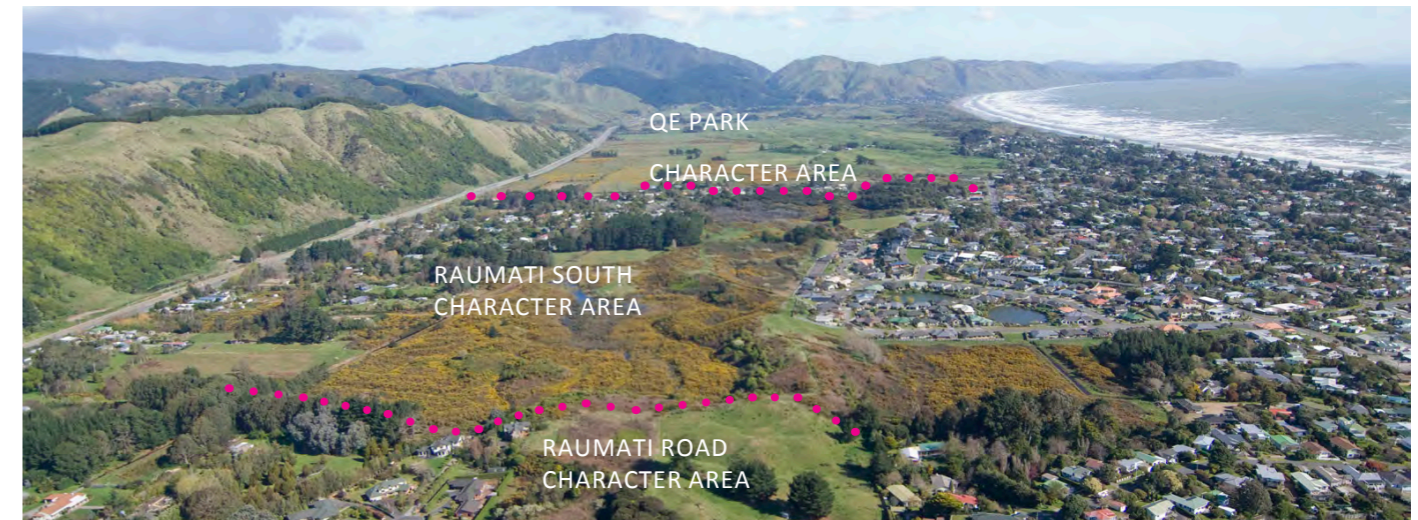 QE PARK
CHARACTER AREA
RAUMATI SOUTH
CHARACTER AREA
RAUMATI ROAD
CHARACTER AREA